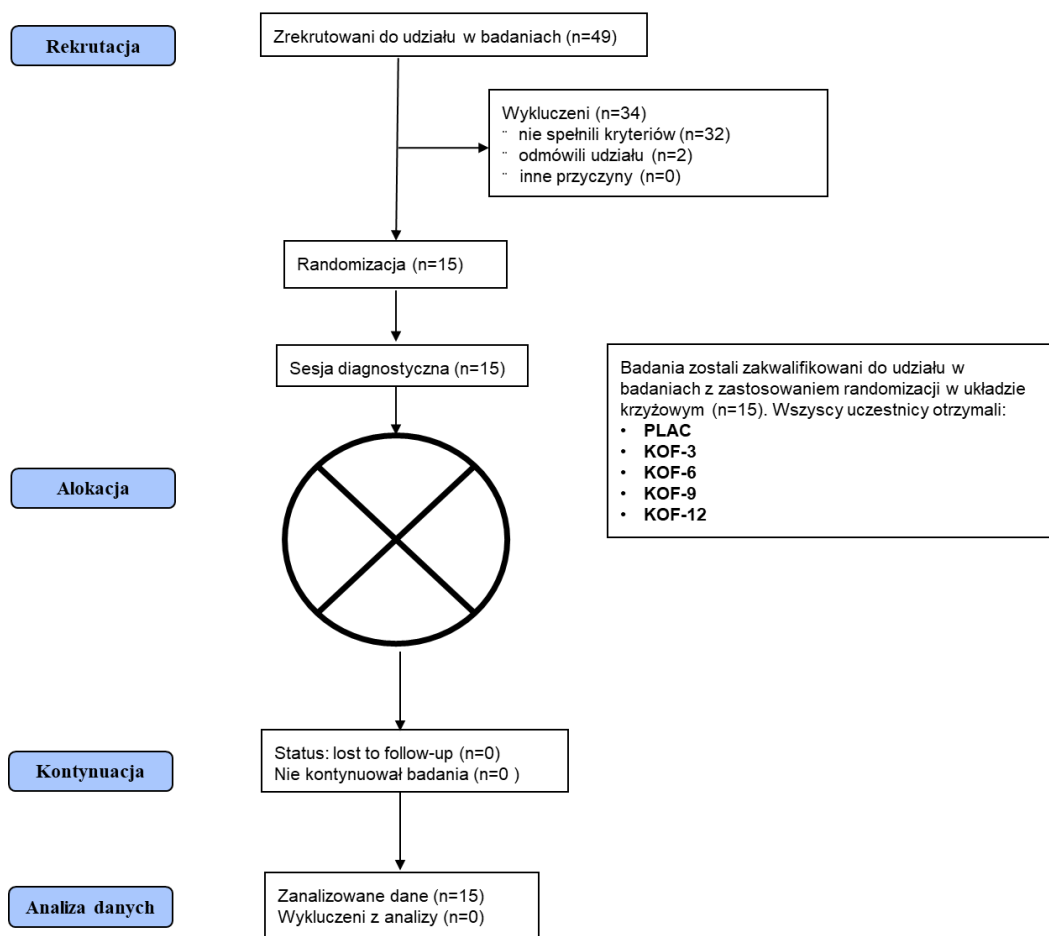 Rekrutacja
Zrekrutowani do udziału w badaniach (n=49)
Wykluczeni (n=34)
¨ nie spełnili kryteriów (n=32)
¨ odmówili udziału (n=2)
¨ inne przyczyny (n=0)
Randomizacja (n=15)
Sesja diagnostyczna (n=15)
Badania zostali zakwalifikowani do udziału w
badaniach z zastosowaniem randomizacji w układzie
krzyżowym (n=15). Wszyscy uczestnicy otrzymali:
• PLAC
• KOF-3
• KOF-6
• KOF-9
• KOF-12
Alokacja
Kontynuacja
Status: lost to follow-up (n=0)
Nie kontynuował badania (n=0 )
Analiza danych
Zanalizowane dane (n=15)
Wykluczeni z analizy (n=0)